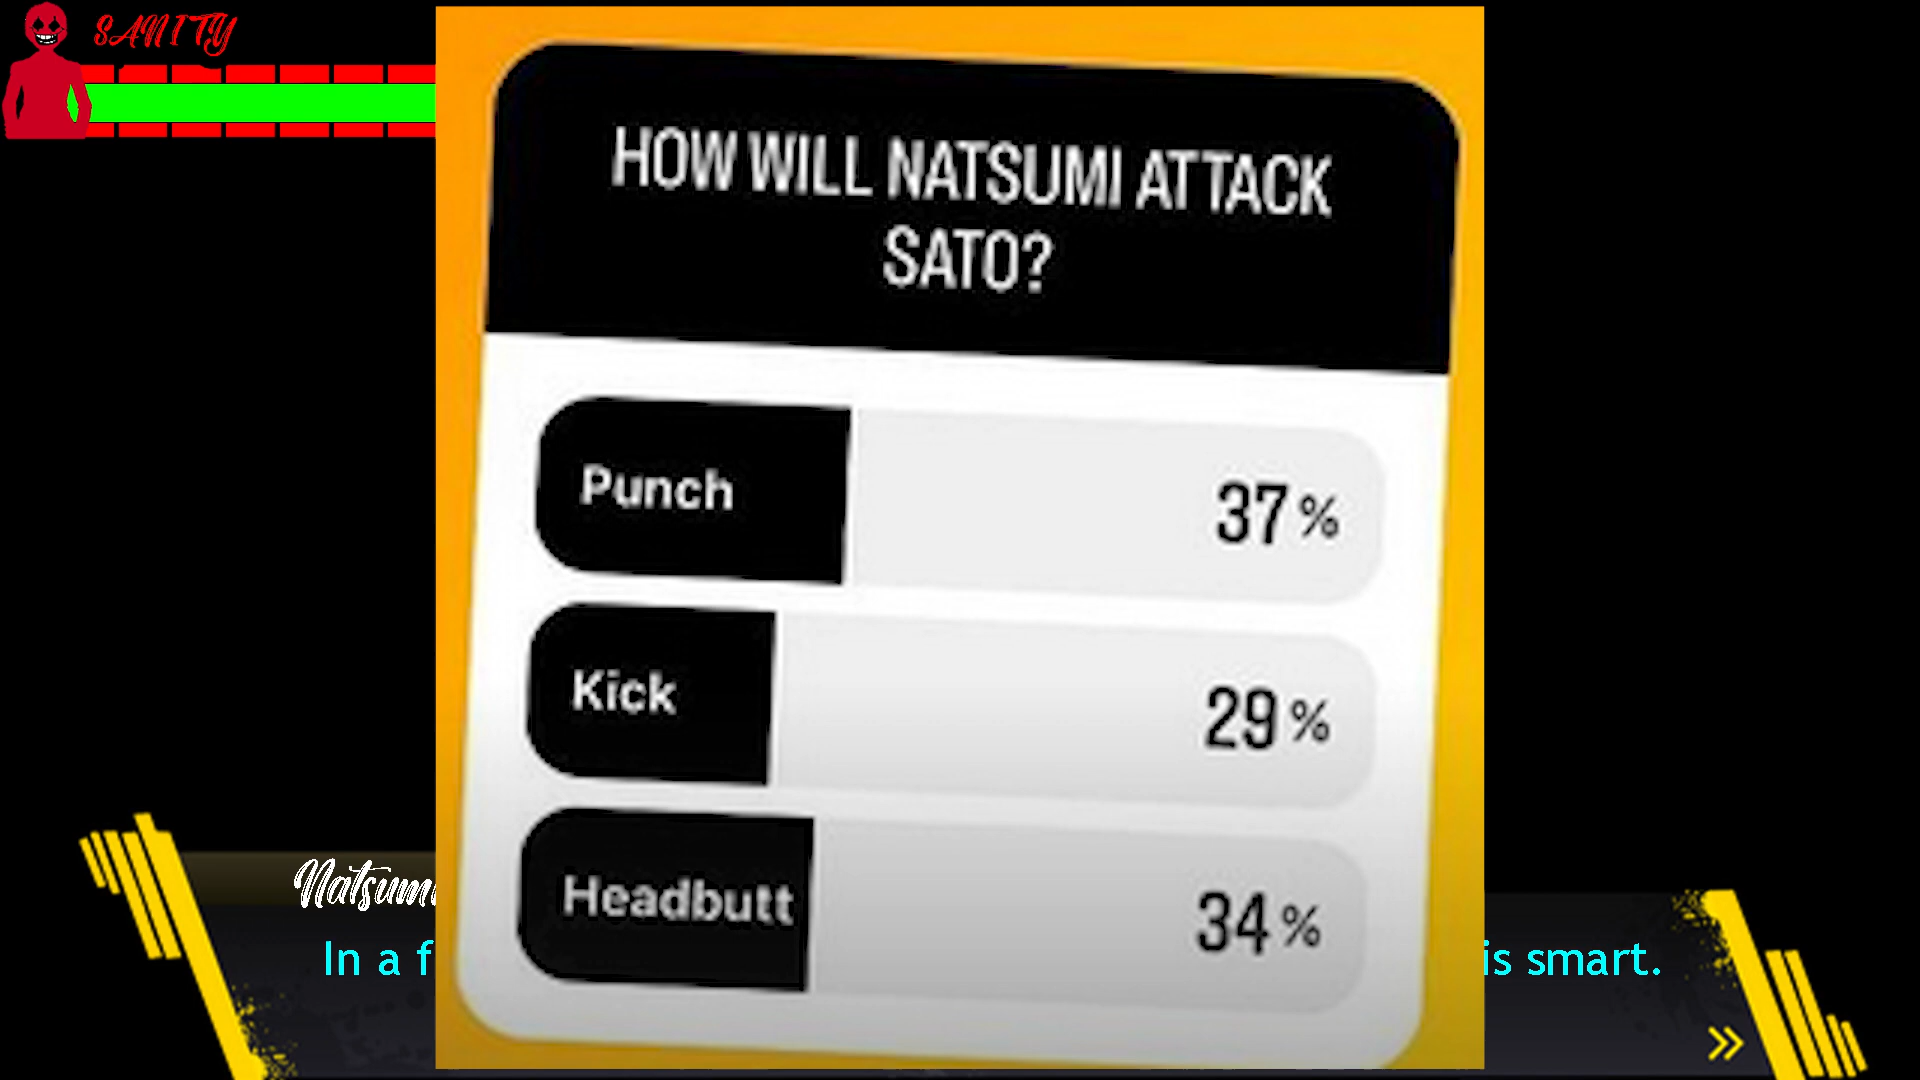 SANITY
HOW WILL NATSUMI ATTACK
SATO?
Punch
37%
Kick
29%
Headbutt
34%
Natsumi
In a f
is smart.